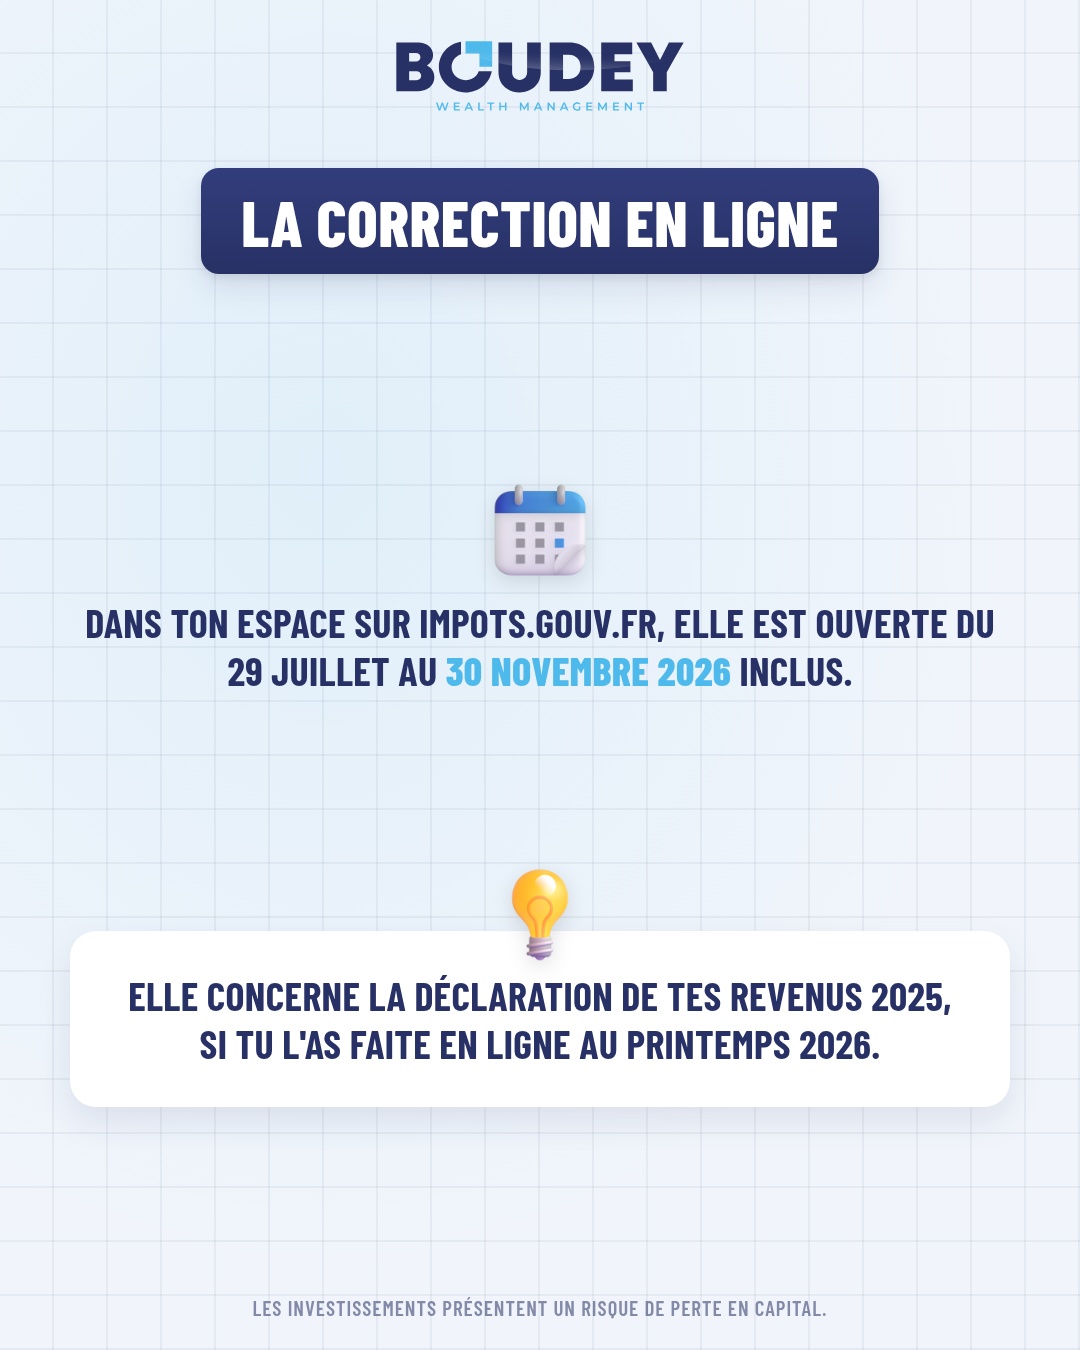 BOUDEY
WEALTH MANAGEMENT
LA CORRECTION EN LIGNE
DANS TON ESPACE SUR IMPOTS.GOUV.FR, ELLE EST OUVERTE DU
29 JUILLET AU 30 NOVEMBRE 2026 INCLUS.
ELLE CONCERNE LA DÉCLARATION DE TES REVENUS 2025,
SI TU L'AS FAITE EN LIGNE AU PRINTEMPS 2026.
LES INVESTISSEMENTS PRÉSENTENT UN RISQUE DE PERTE EN CAPITAL.